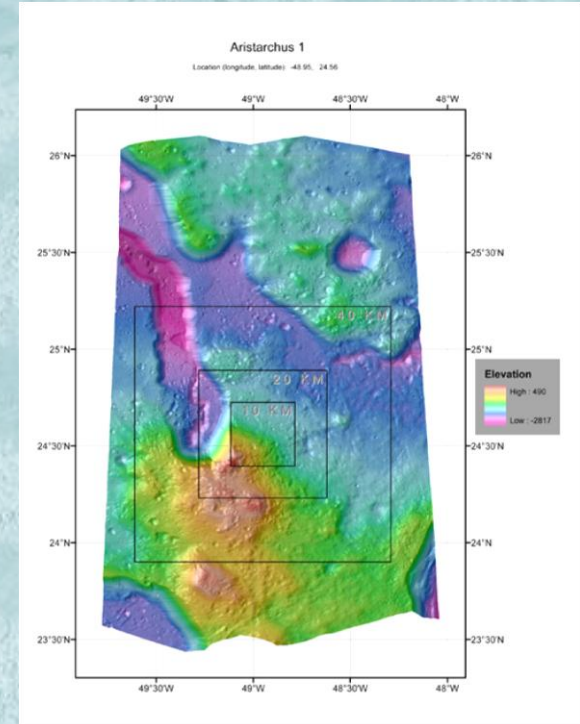 Aristarchus 1
Location (longitude, latitude) -48.95, 24.56
49°30'W 49°W 48°30'W 48°W
26°N 26°N
25°30'N 25°30'N
40 KM
25°N 25°N
20 KM
Elevation
High : 490
Low : -2817
10 KM
24°30'N 24°30'N
24°N 24°N
23°30'N 23°30'N
49°30'W 49°W 48°30'W 48°W